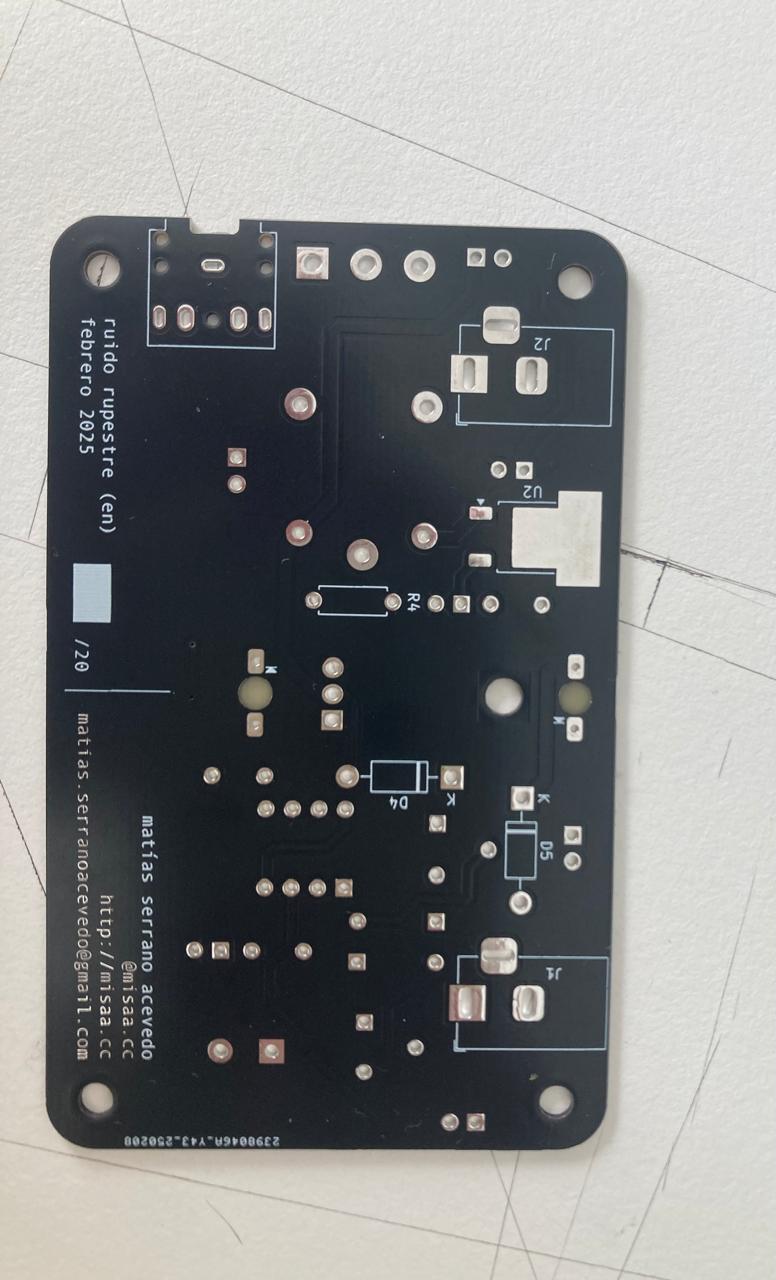 J2
U2
K
D5
J1
K
D4
R4
2398046A_Y43_250208
ruido rupestre (en)
febrero 2025
/20
matías serrano acevedo
@misaa.cc
http://misaa.cc
matias.serranoacevedo@gmail.com